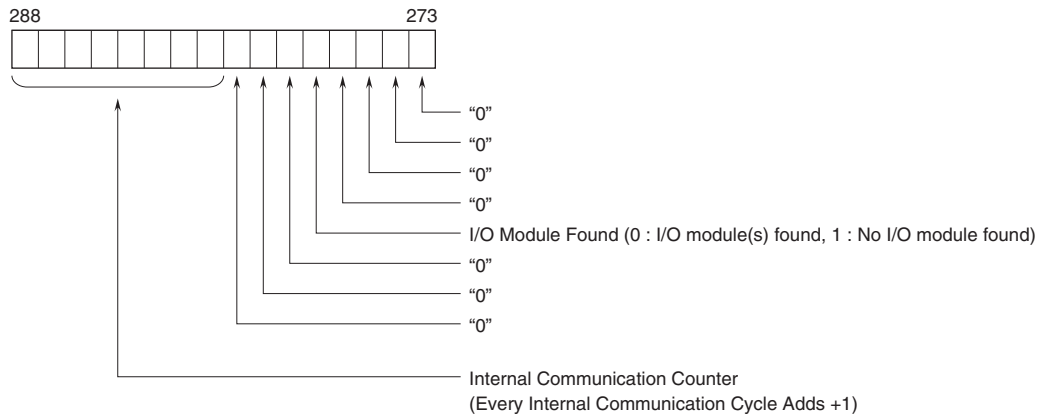 288 273
“0”
“0”
“0”
“0”
I/O Module Found (0 : I/O module(s) found, 1 : No I/O module found)
“0”
“0”
“0”
Internal Communication Counter
(Every Internal Communication Cycle Adds +1)